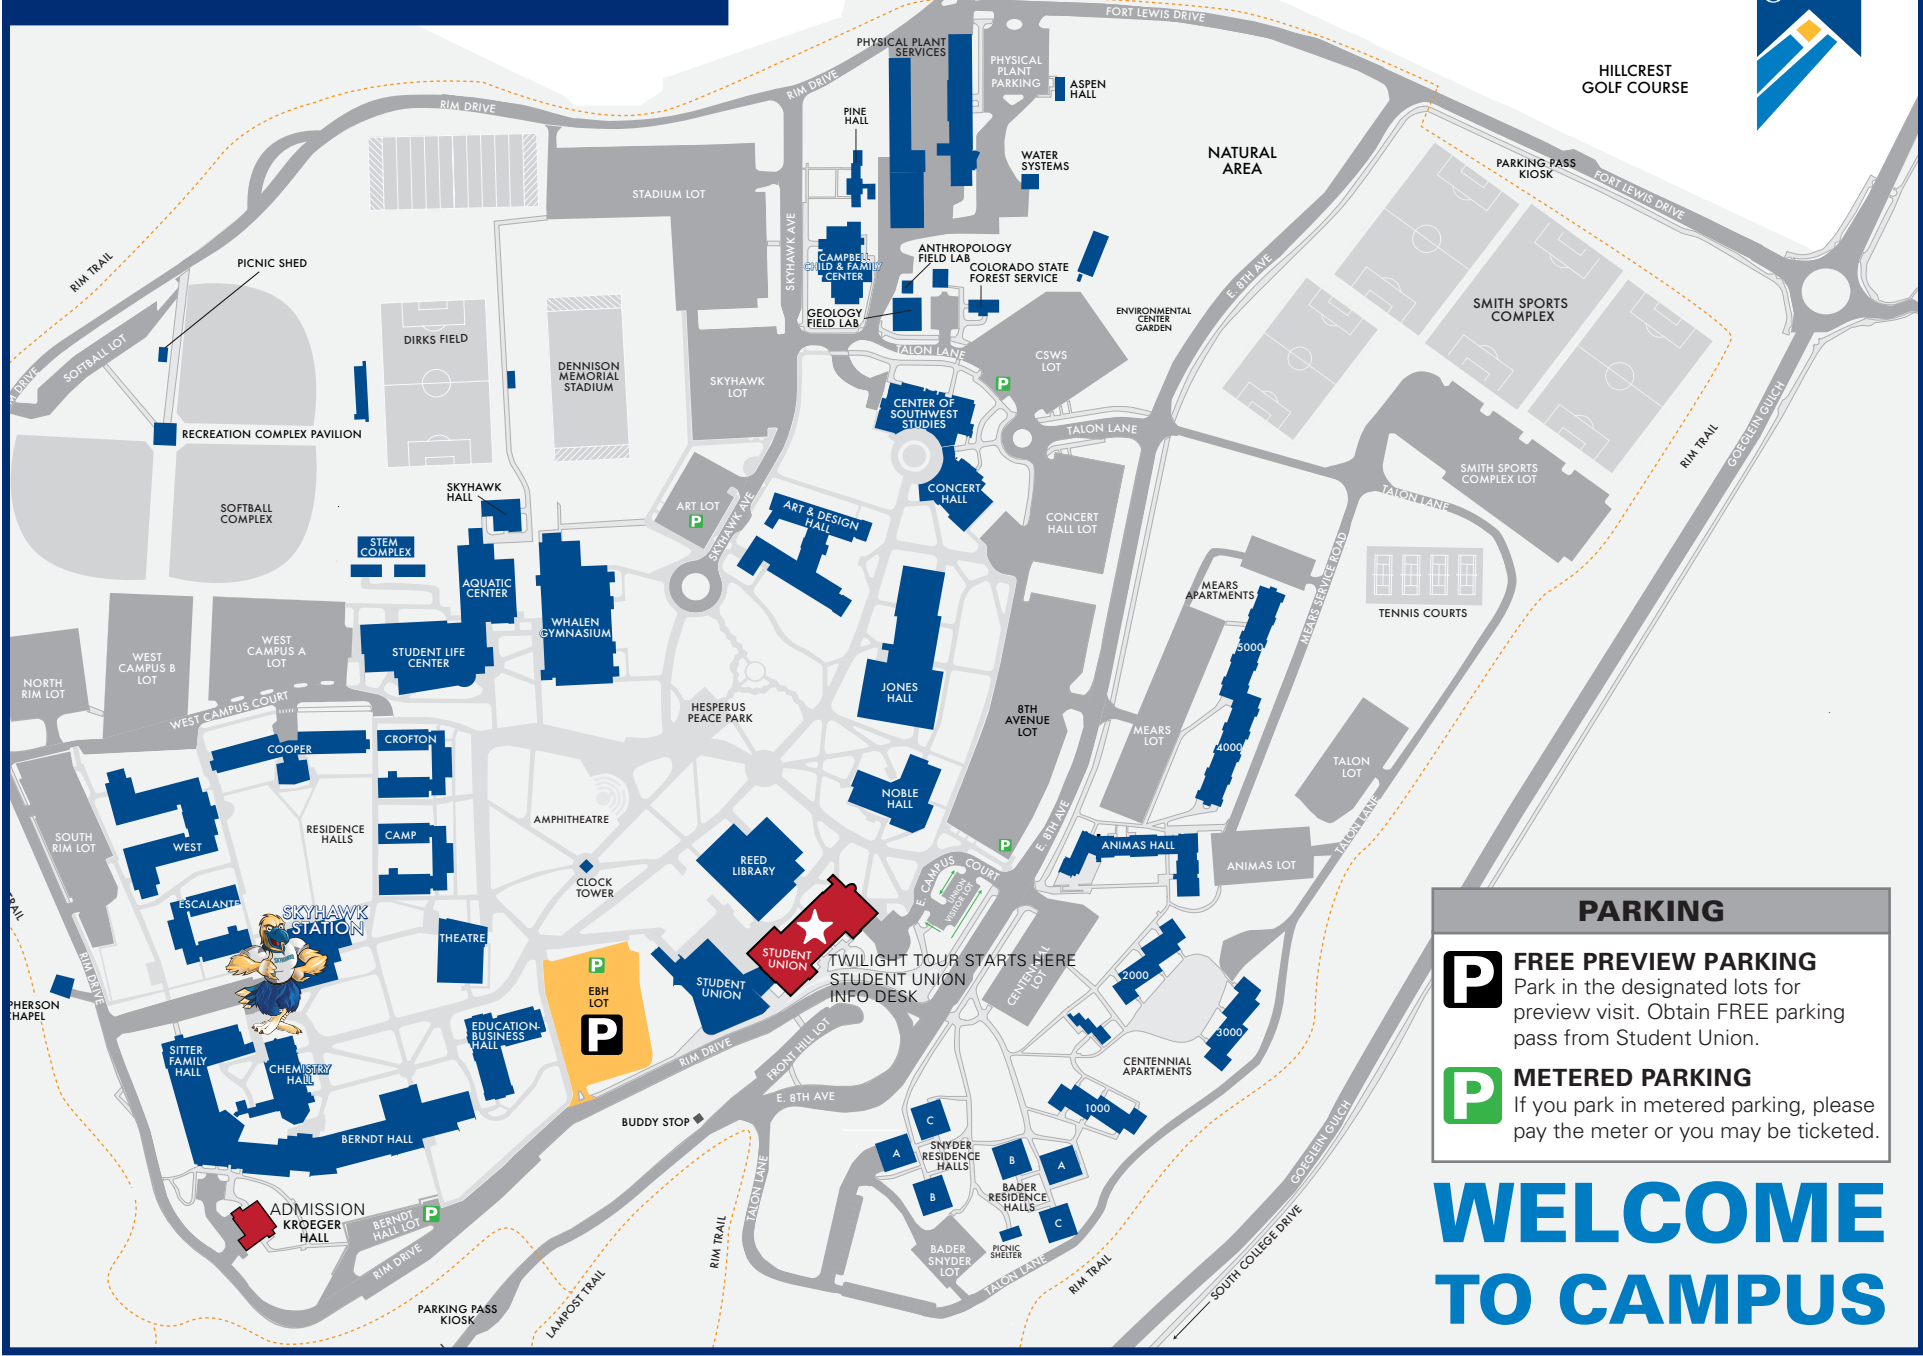 FORT LEWIS DRIVE
PHYSICAL PLANT
SERVICES
PHYSICAL
PLANT
PARKING
ASPEN
HALL
HILLCREST
GOLF COURSE
RIM DRIVE
RIM DRIVE
PINE
HALL
WATER
SYSTEMS
NATURAL
AREA
PARKING PASS
KIOSK
FORT LEWIS DRIVE
STADIUM LOT
SKYHAWK AVE
RIM TRAIL
PICNIC SHED
CAMPBELL
CHILD & FAMILY
CENTER
ANTHROPOLOGY
FIELD LAB
COLORADO STATE
FOREST SERVICE
GEOLOGY
FIELD LAB
ENVIRONMENTAL
CENTER
GARDEN
E. 8TH AVE
SMITH SPORTS
COMPLEX
SOFTBALL LOT
DIRKS FIELD
DENNISON
MEMORIAL
STADIUM
SKYHAWK
LOT
TALON LANE
CSWS
LOT
P
CENTER OF
SOUTHWEST
STUDIES
TALON LANE
GOEGLEIN GULCH
RIM TRAIL
RECREATION COMPLEX PAVILION
SKYHAWK
HALL
CONCERT
HALL
SMITH SPORTS
COMPLEX LOT
TALON LANE
SOFTBALL
COMPLEX
ART LOT
P
SKYHAWK AVE
ART & DESIGN
HALL
CONCERT
HALL LOT
STEM
COMPLEX
AQUATIC
CENTER
MEARS
APARTMENTS
MEARS SERVICE ROAD
TENNIS COURTS
WHALEN
GYMNASIUM
STUDENT LIFE
CENTER
WEST
CAMPUS A
LOT
WEST
CAMPUS B
LOT
NORTH
RIM LOT
5000
JONES
HALL
HESPERUS
PEACE PARK
8TH
AVENUE
LOT
WEST CAMPUS COURT
COOPER
CROFTON
MEARS
LOT
4000
TALON
LOT
NOBLE
HALL
AMPHITHEATRE
RESIDENCE
HALLS
CAMP
SOUTH
RIM LOT
WEST
E. 8TH AVE
P
ANIMAS HALL
ANIMAS LOT
TALON LANE
REED
LIBRARY
CLOCK
TOWER
E. CAMPUS COURT
UNION
VISITOR LOT
ESCALANTE
SKYHAWK
STATION
THEATRE
P
EBH
LOT
P
STUDENT
UNION
STUDENT
UNION
TWILIGHT TOUR STARTS HERE
STUDENT UNION
INFO DESK
CENTENNIAL
LOT
2000
3000
RIM DRIVE
PHERSON
CHAPEL
EDUCATION-
BUSINESS
HALL
SITTER
FAMILY
HALL
CHEMISTRY
HALL
RIM DRIVE
FRONT HILL LOT
CENTENNIAL
APARTMENTS
E. 8TH AVE
1000
BUDDY STOP
BERNDT HALL
C
A
SNYDER
RESIDENCE
HALLS
B
B
A
BADER
RESIDENCE
HALLS
C
PICNIC
SHELTER
BADER
SNYDER
LOT
TALON LANE
TALON LANE
RIM TRAIL
RIM TRAIL
GOEGLEIN GULCH
SOUTH COLLEGE DRIVE
ADMISSION
KROEGER
HALL
BERNDT
HALL LOT
P
RIM DRIVE
PARKING PASS
KIOSK
LAMPOST TRAIL
PARKING
P
FREE PREVIEW PARKING
Park in the designated lots for
preview visit. Obtain FREE parking
pass from Student Union.
P
METERED PARKING
If you park in metered parking, please
pay the meter or you may be ticketed.
WELCOME
TO CAMPUS